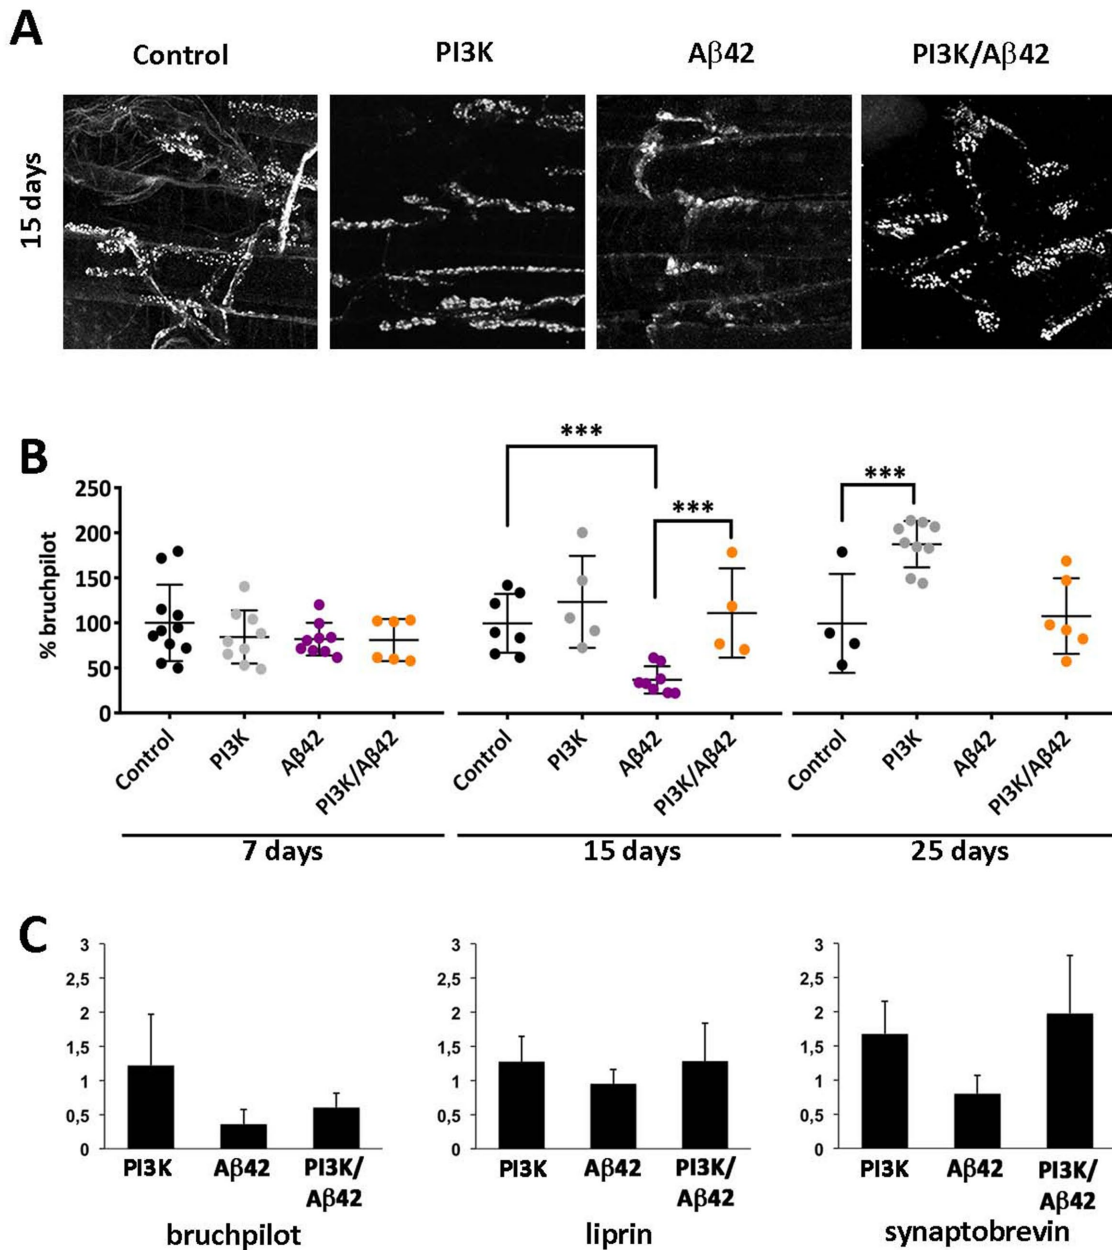 A
Control PI3K Aβ42 PI3K/Aβ42
15 days
B
***
***
***
% bruchpilot
250
200
150
100
50
0
Control PI3K Aβ42 PI3K/Aβ42 Control PI3K Aβ42 PI3K/Aβ42 Control PI3K Aβ42 PI3K/Aβ42
7 days 15 days 25 days
C
3
2,5
2
1,5
1
0,5
0
PI3K Aβ42 PI3K/
Aβ42
bruchpilot
3
2,5
2
1,5
1
0,5
0
PI3K Aβ42 PI3K/
Aβ42
liprin
3
2,5
2
1,5
1
0,5
0
PI3K Aβ42 PI3K/
Aβ42
synaptobrevin